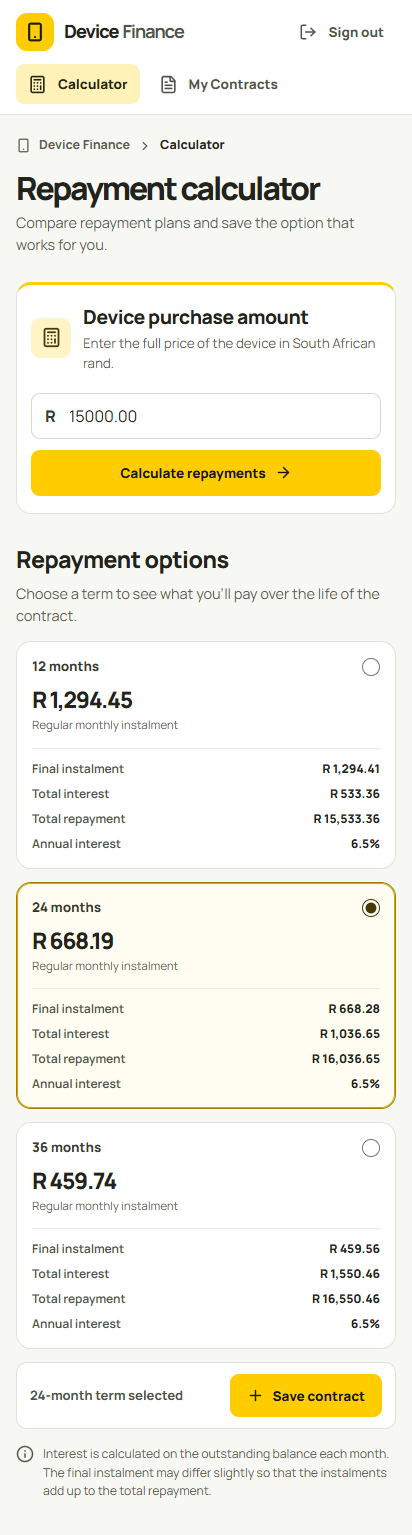 Device Finance
Sign out
Calculator
My Contracts
Device Finance > Calculator
Repayment calculator
Compare repayment plans and save the option that
works for you.
Device purchase amount
Enter the full price of the device in South African
rand.
R 15000.00
Calculate repayments →
Repayment options
Choose a term to see what you'll pay over the life of the
contract.
12 months
R 1,294.45
Regular monthly instalment
Final instalment R 1,294.41
Total interest R 533.36
Total repayment R 15,533.36
Annual interest 6.5%
24 months
R 668.19
Regular monthly instalment
Final instalment R 668.28
Total interest R 1,036.65
Total repayment R 16,036.65
Annual interest 6.5%
36 months
R 459.74
Regular monthly instalment
Final instalment R 459.56
Total interest R 1,550.46
Total repayment R 16,550.46
Annual interest 6.5%
24-month term selected
+ Save contract
Interest is calculated on the outstanding balance each month.
The final instalment may differ slightly so that the instalments
add up to the total repayment.